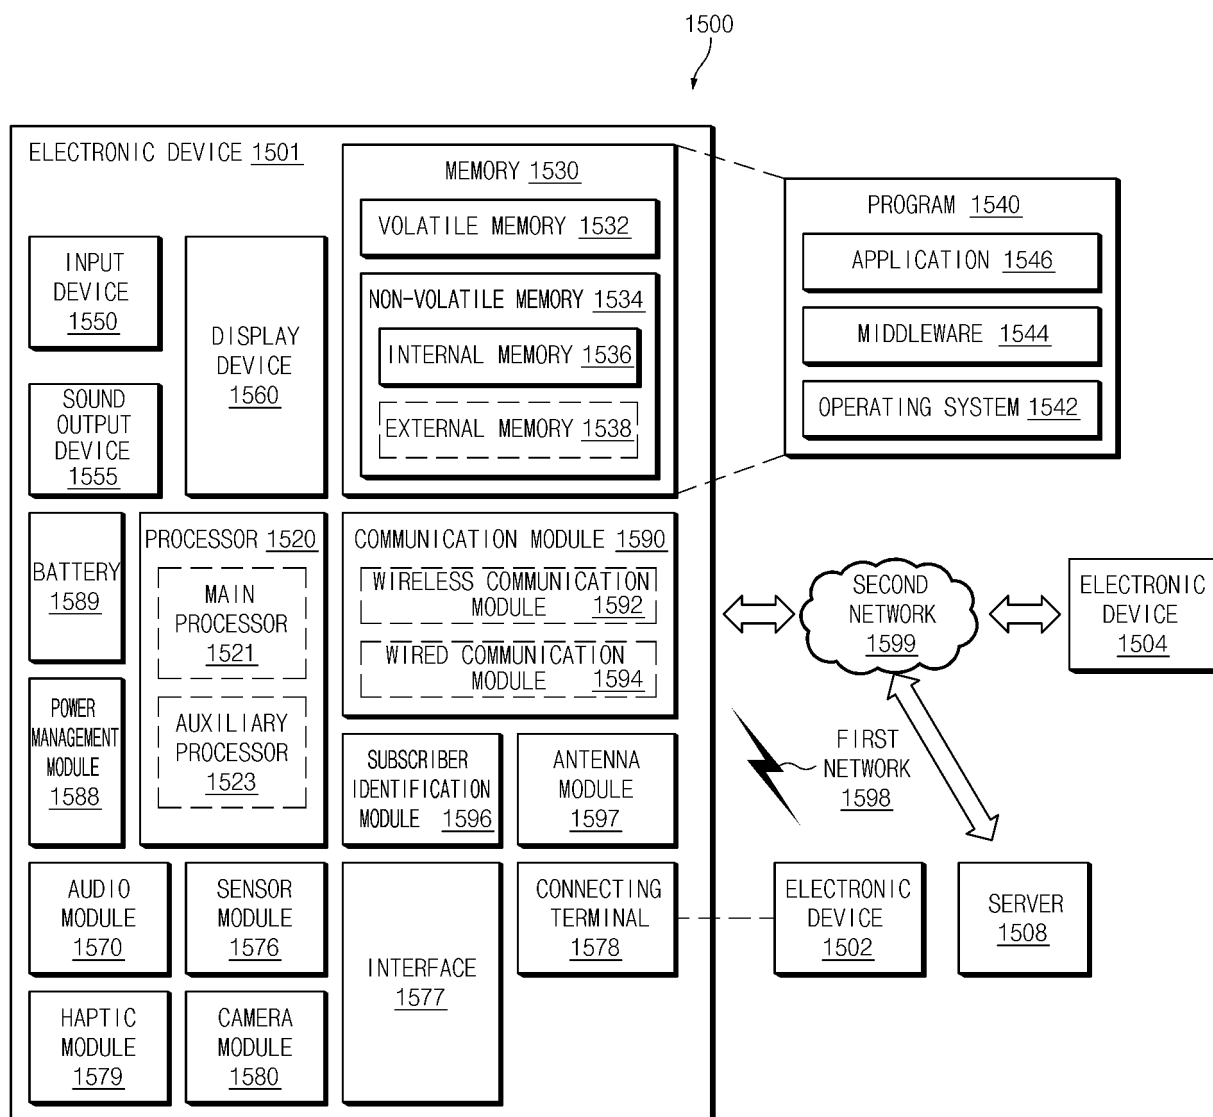 1500
ELECTRONIC DEVICE 1501
MEMORY 1530
VOLATILE MEMORY 1532
NON-VOLATILE MEMORY 1534
INTERNAL MEMORY 1536
EXTERNAL MEMORY 1538
PROGRAM 1540
APPLICATION 1546
MIDDLEWARE 1544
OPERATING SYSTEM 1542
INPUT
DEVICE
1550
DISPLAY
DEVICE
1560
SOUND
OUTPUT
DEVICE
1555
BATTERY
1589
PROCESSOR 1520
MAIN
PROCESSOR
1521
AUXILIARY
PROCESSOR
1523
COMMUNICATION MODULE 1590
WIRELESS COMMUNICATION
MODULE 1592
WIRED COMMUNICATION
MODULE 1594
SECOND
NETWORK
1599
ELECTRONIC
DEVICE
1504
POWER
MANAGEMENT
MODULE
1588
SUBSCRIBER
IDENTIFICATION
MODULE 1596
ANTENNA
MODULE
1597
FIRST
NETWORK
1598
AUDIO
MODULE
1570
SENSOR
MODULE
1576
INTERFACE
1577
CONNECTING
TERMINAL
1578
ELECTRONIC
DEVICE
1502
SERVER
1508
HAPTIC
MODULE
1579
CAMERA
MODULE
1580